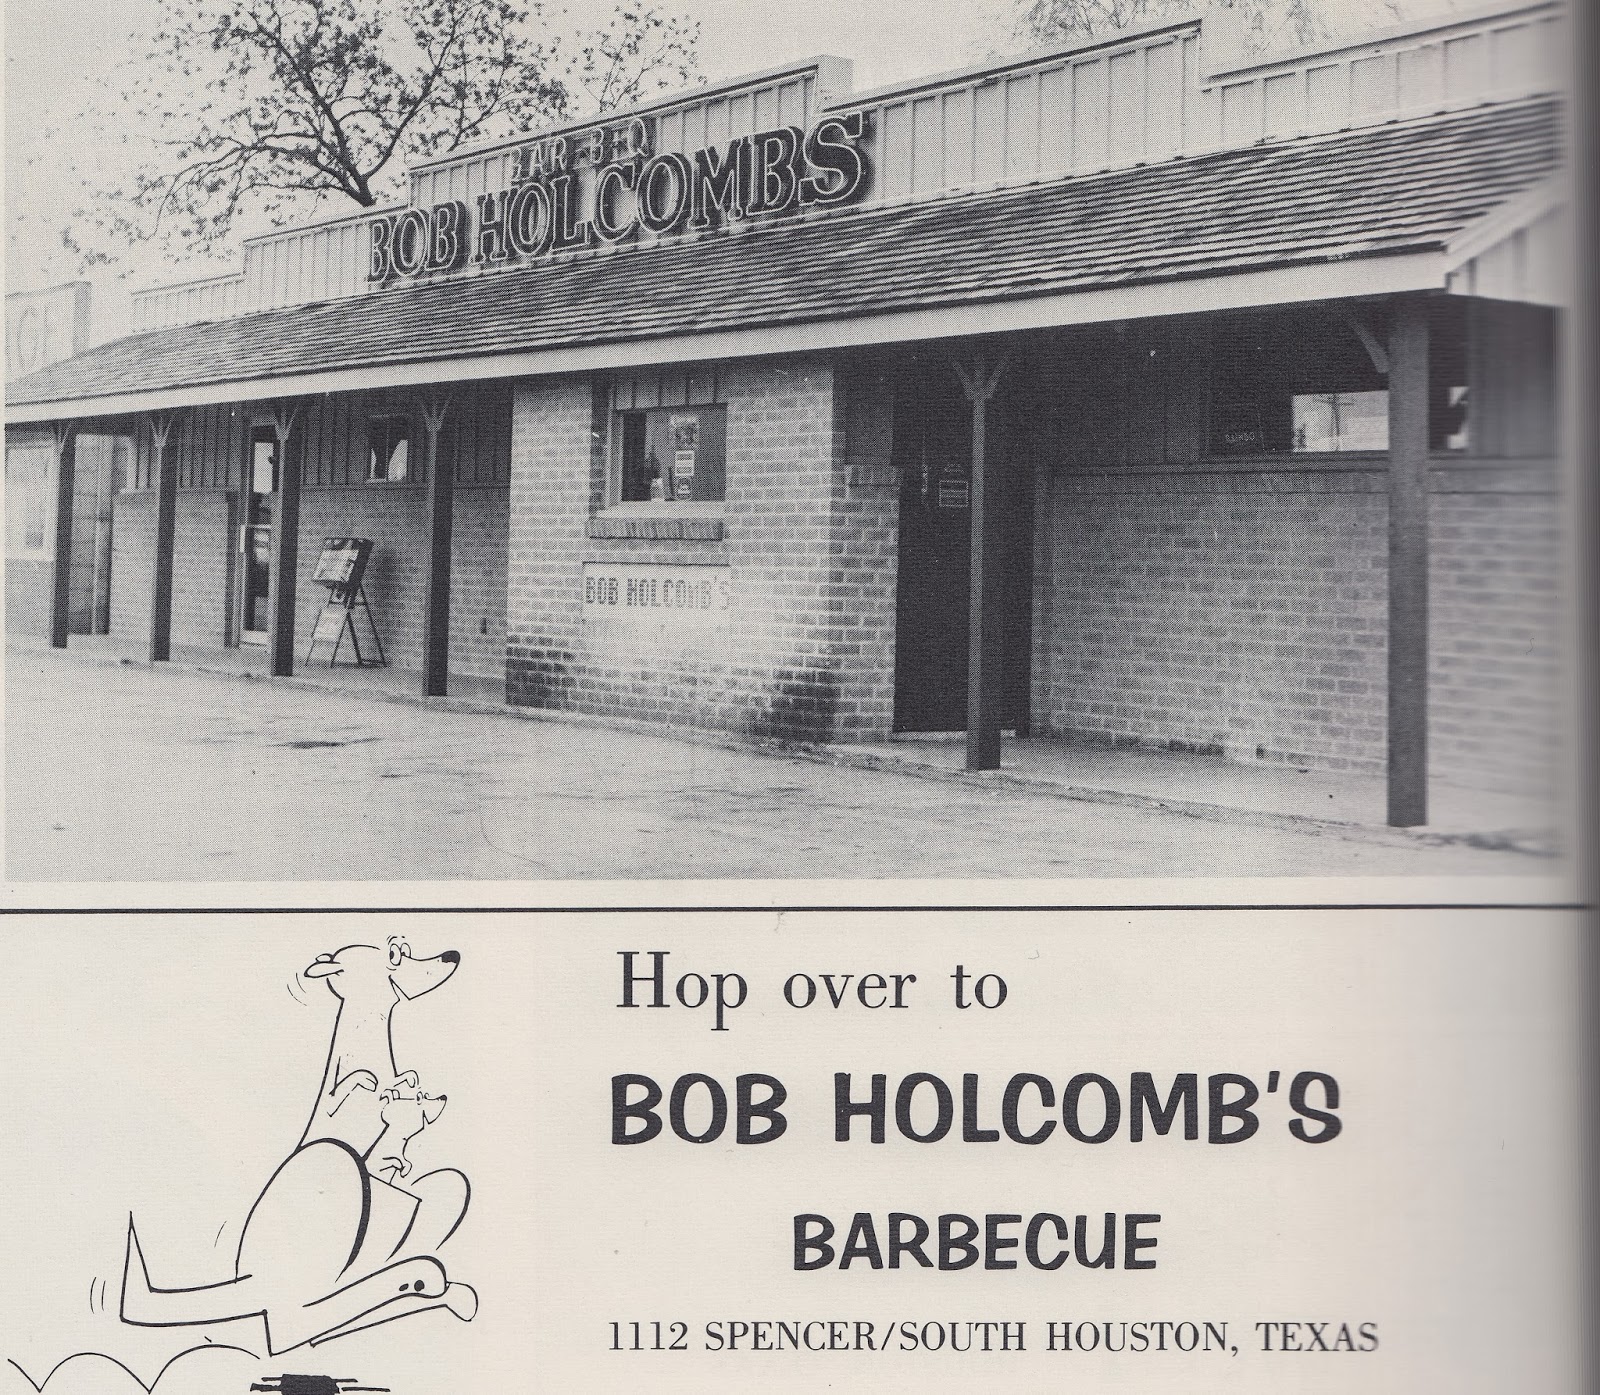 BAR-B-Q
BOB HOLCOMBS
BOB HOLCOMB'S
Hop over to
BOB HOLCOMB'S
BARBECUE
1112 SPENCER/SOUTH HOUSTON, TEXAS